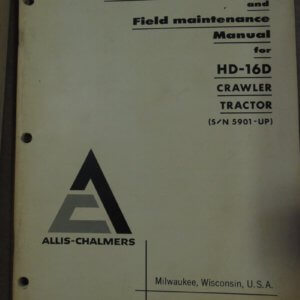 and
Field maintenance
Manual
for
HD-16D
CRAWLER
TRACTOR
(S/N 5901-UP)
ALLIS-CHALMERS
Milwaukee, Wisconsin, U.S.A.